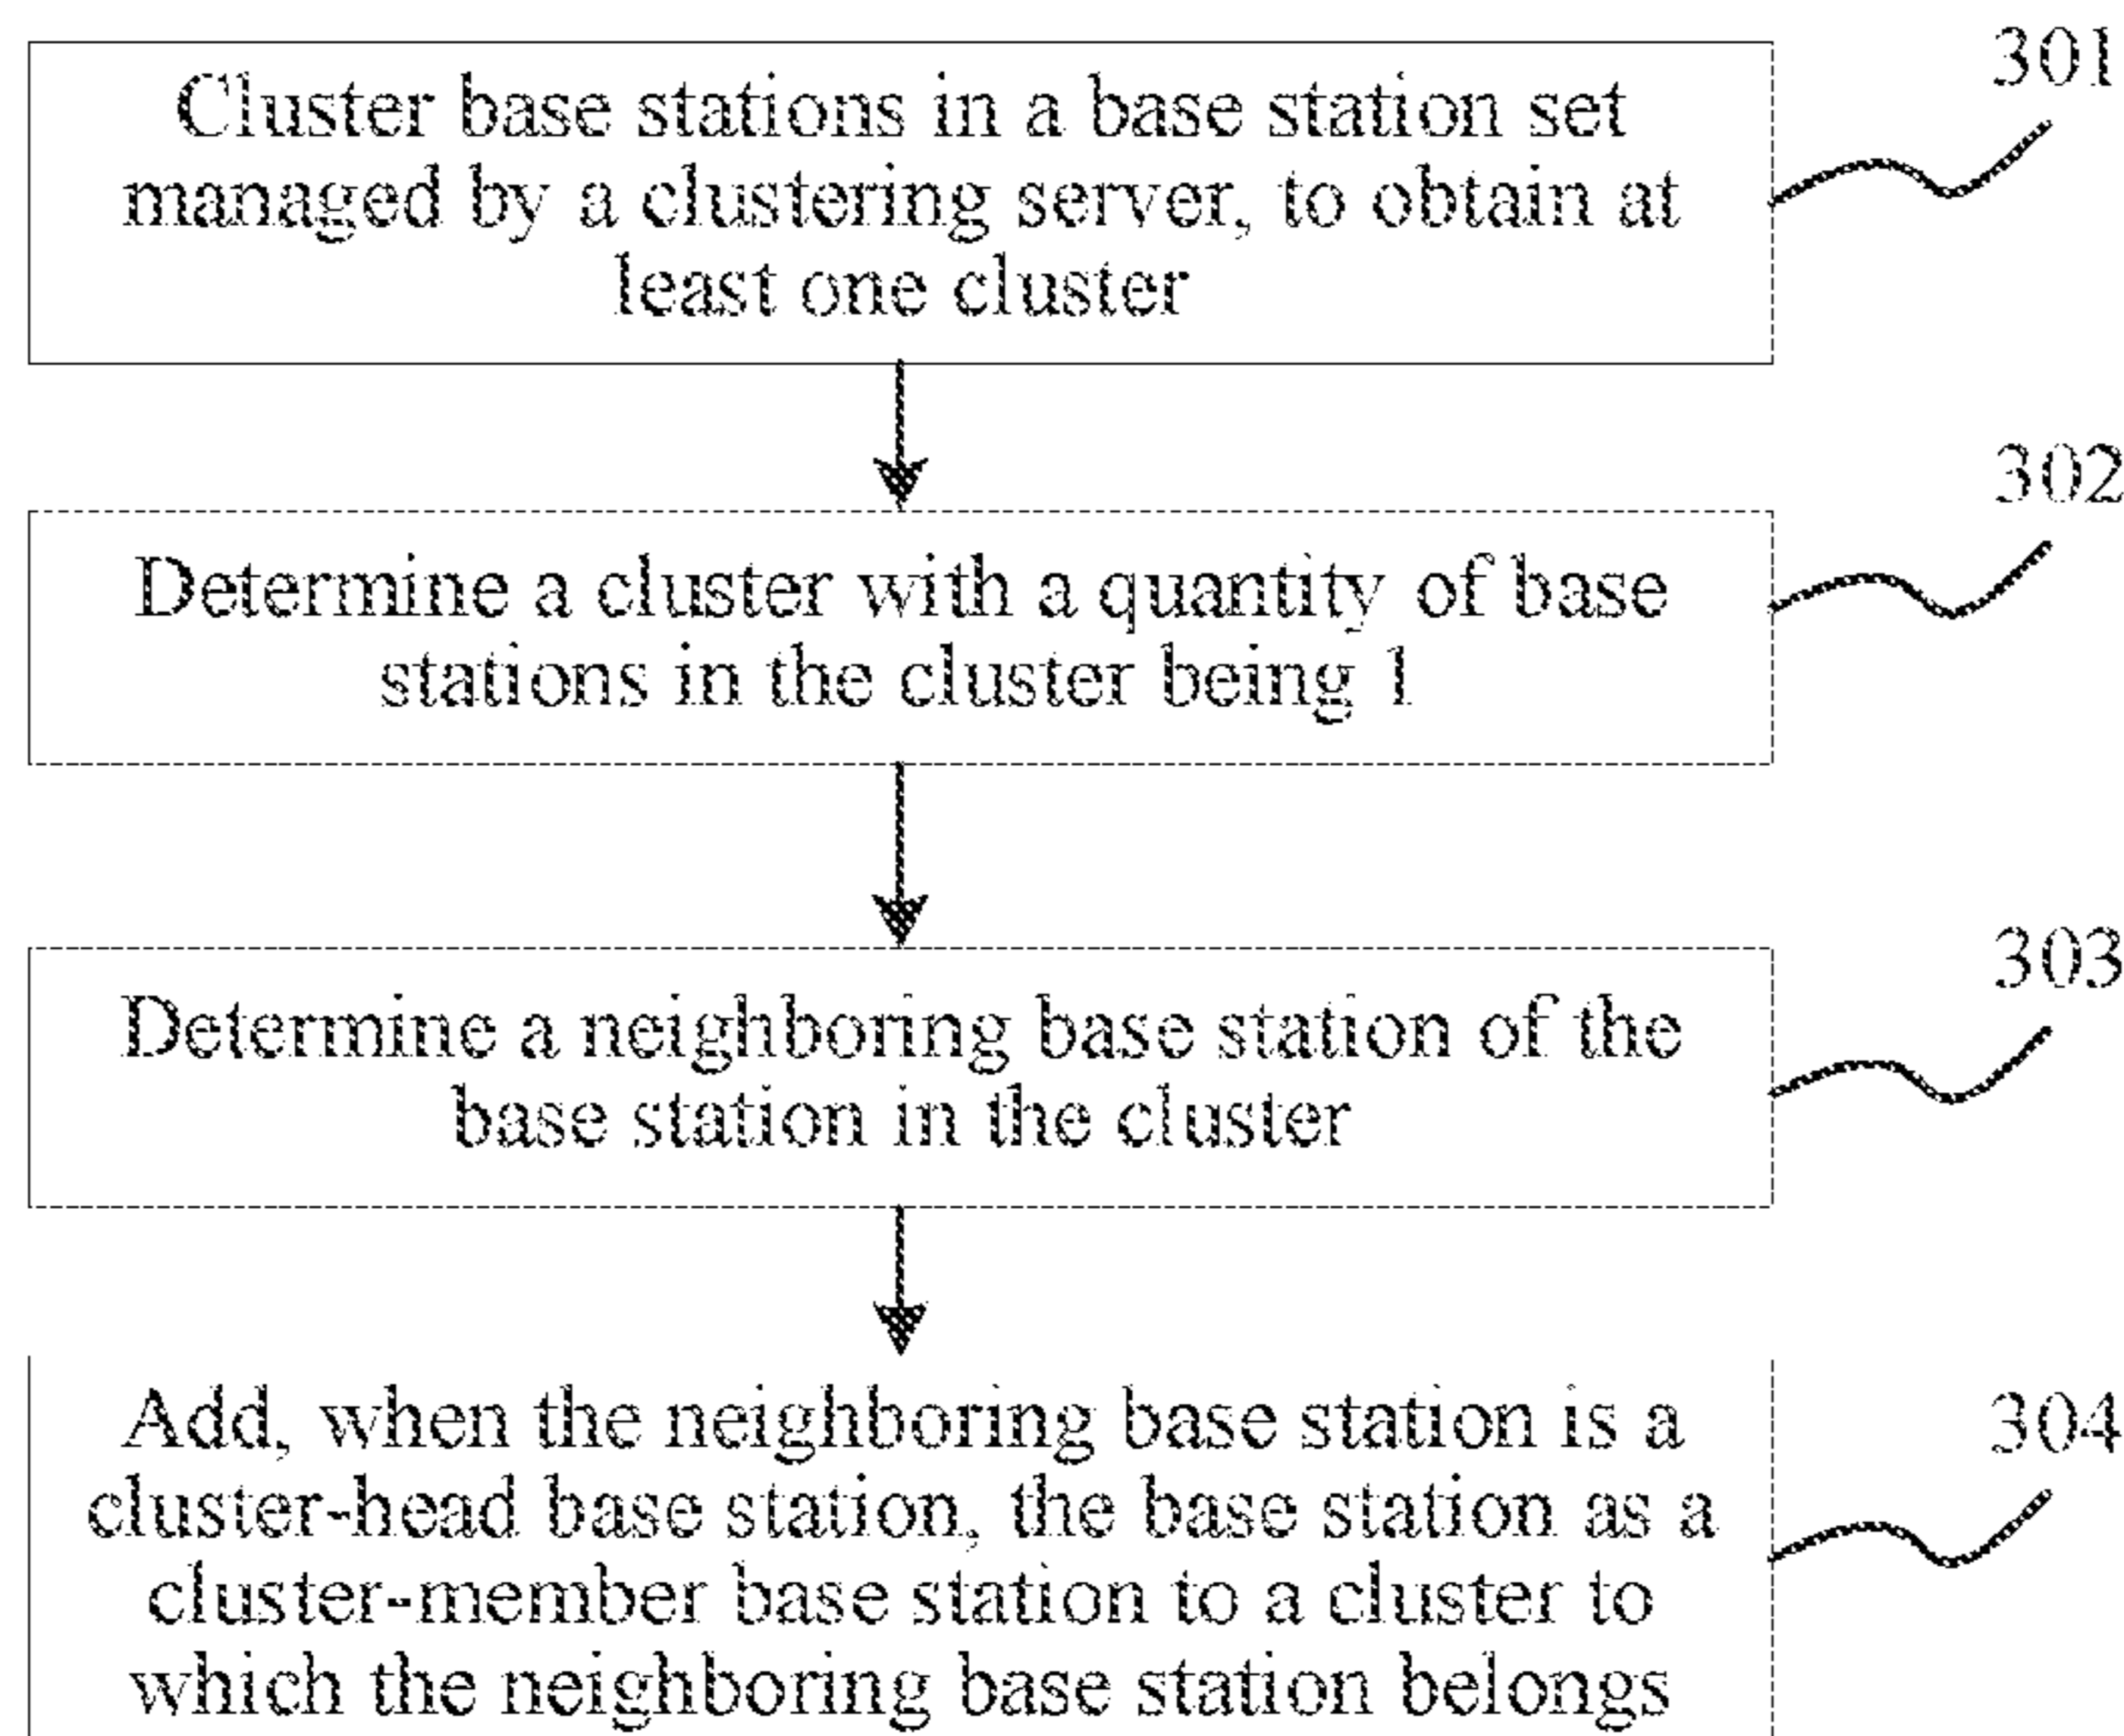 301
Cluster base stations in a base station set
managed by a clustering server, to obtain at
least one cluster
302
Determine a cluster with a quantity of base
stations in the cluster being 1
303
Determine a neighboring base station of the
base station in the cluster
304
Add, when the neighboring base station is a
cluster-head base station, the base station as a
cluster-member base station to a cluster to
which the neighboring base station belongs